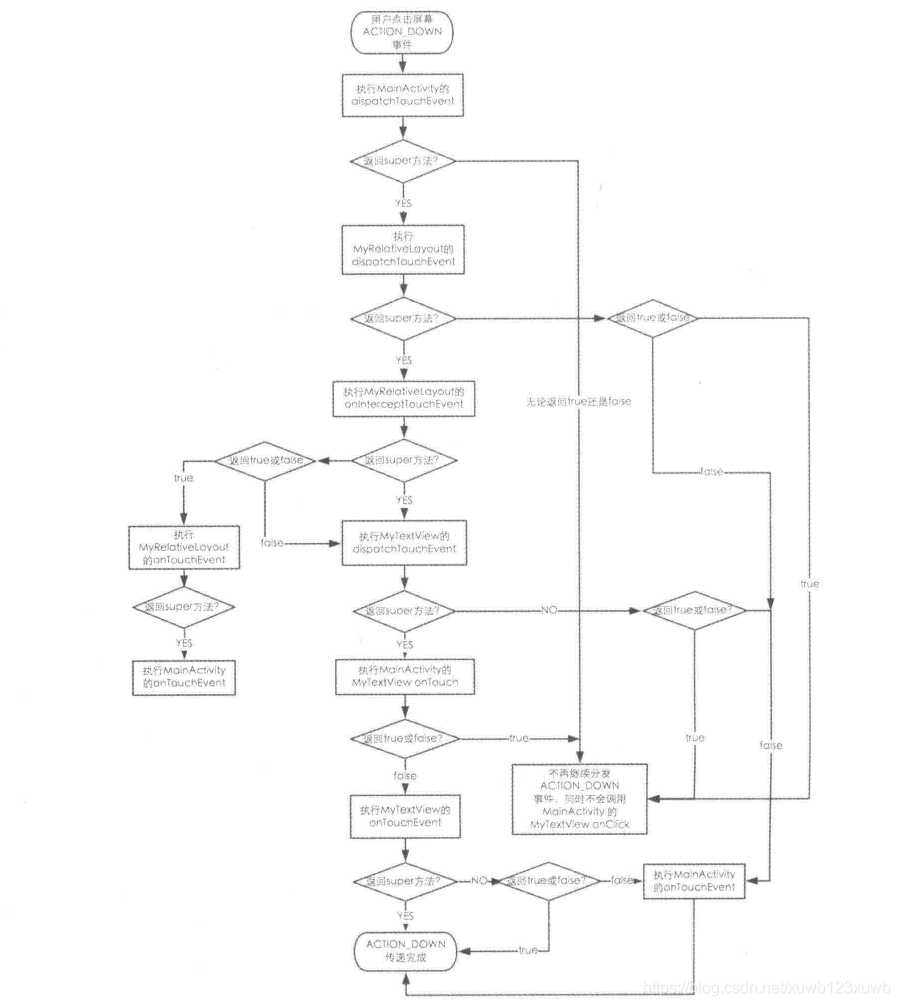 用户点击屏幕
ACTION_DOWN
事件
执行MainActivity的
dispatchTouchEvent
返回super方法?
YES
执行
MyRelativeLayout的
dispatchTouchEvent
返回super方法?
返回true或false
YES
执行MyRelativeLayout的
onInterceptTouchEvent
无论返回true还是false
返回true或false
返回super方法?
true
false
YES
执行
MyRelativeLayout
的onTouchEvent
false
执行MyTextView的
dispatchTouchEvent
true
返回super方法?
返回super方法?
NO
返回true或false?
YES
YES
执行MainActivity
的onTouchEvent
执行MainActivity的
MyTextView onTouch
返回true或false?
true
true
false
false
不再继续分发
ACTION_DOWN
事件，同时不会调用
MainActivity的
MyTextView onClick
执行MyTextView的
onTouchEvent
返回super方法?
NO
返回true或false?
false
执行MainActivity
的onTouchEvent
YES
true
ACTION_DOWN
传递完成
https://blog.csdn.net/xuwb123xuwb